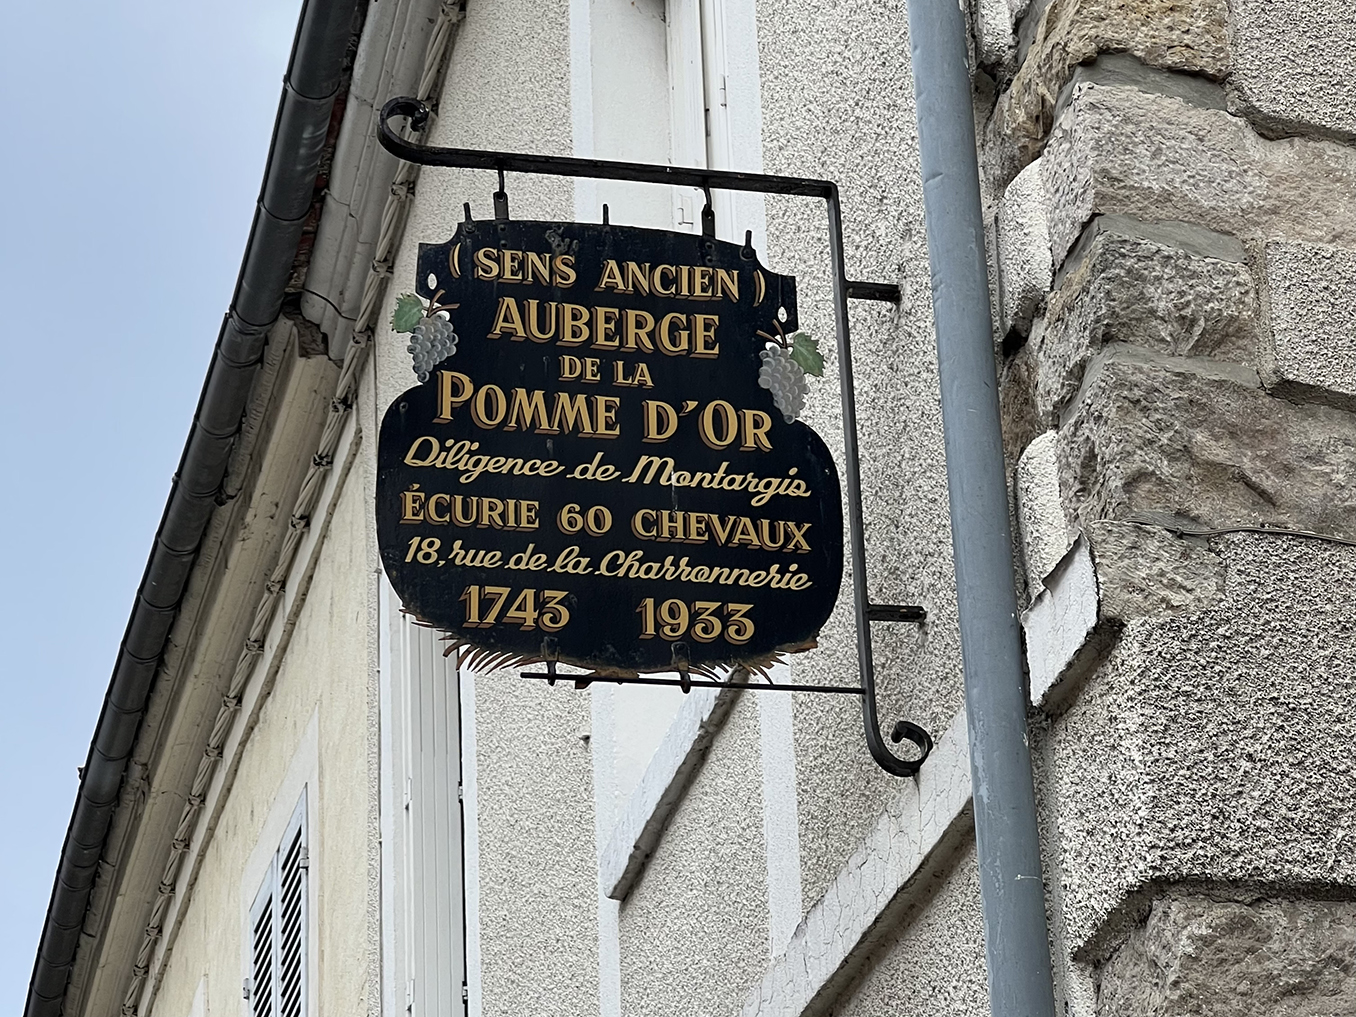 ( SENS ANCIEN )
AUBERGE
DE LA
POMME D'OR
Diligence de Montargis
ÉCURIE 60 CHEVAUX
18, rue de la Charronnerie
1743 1933